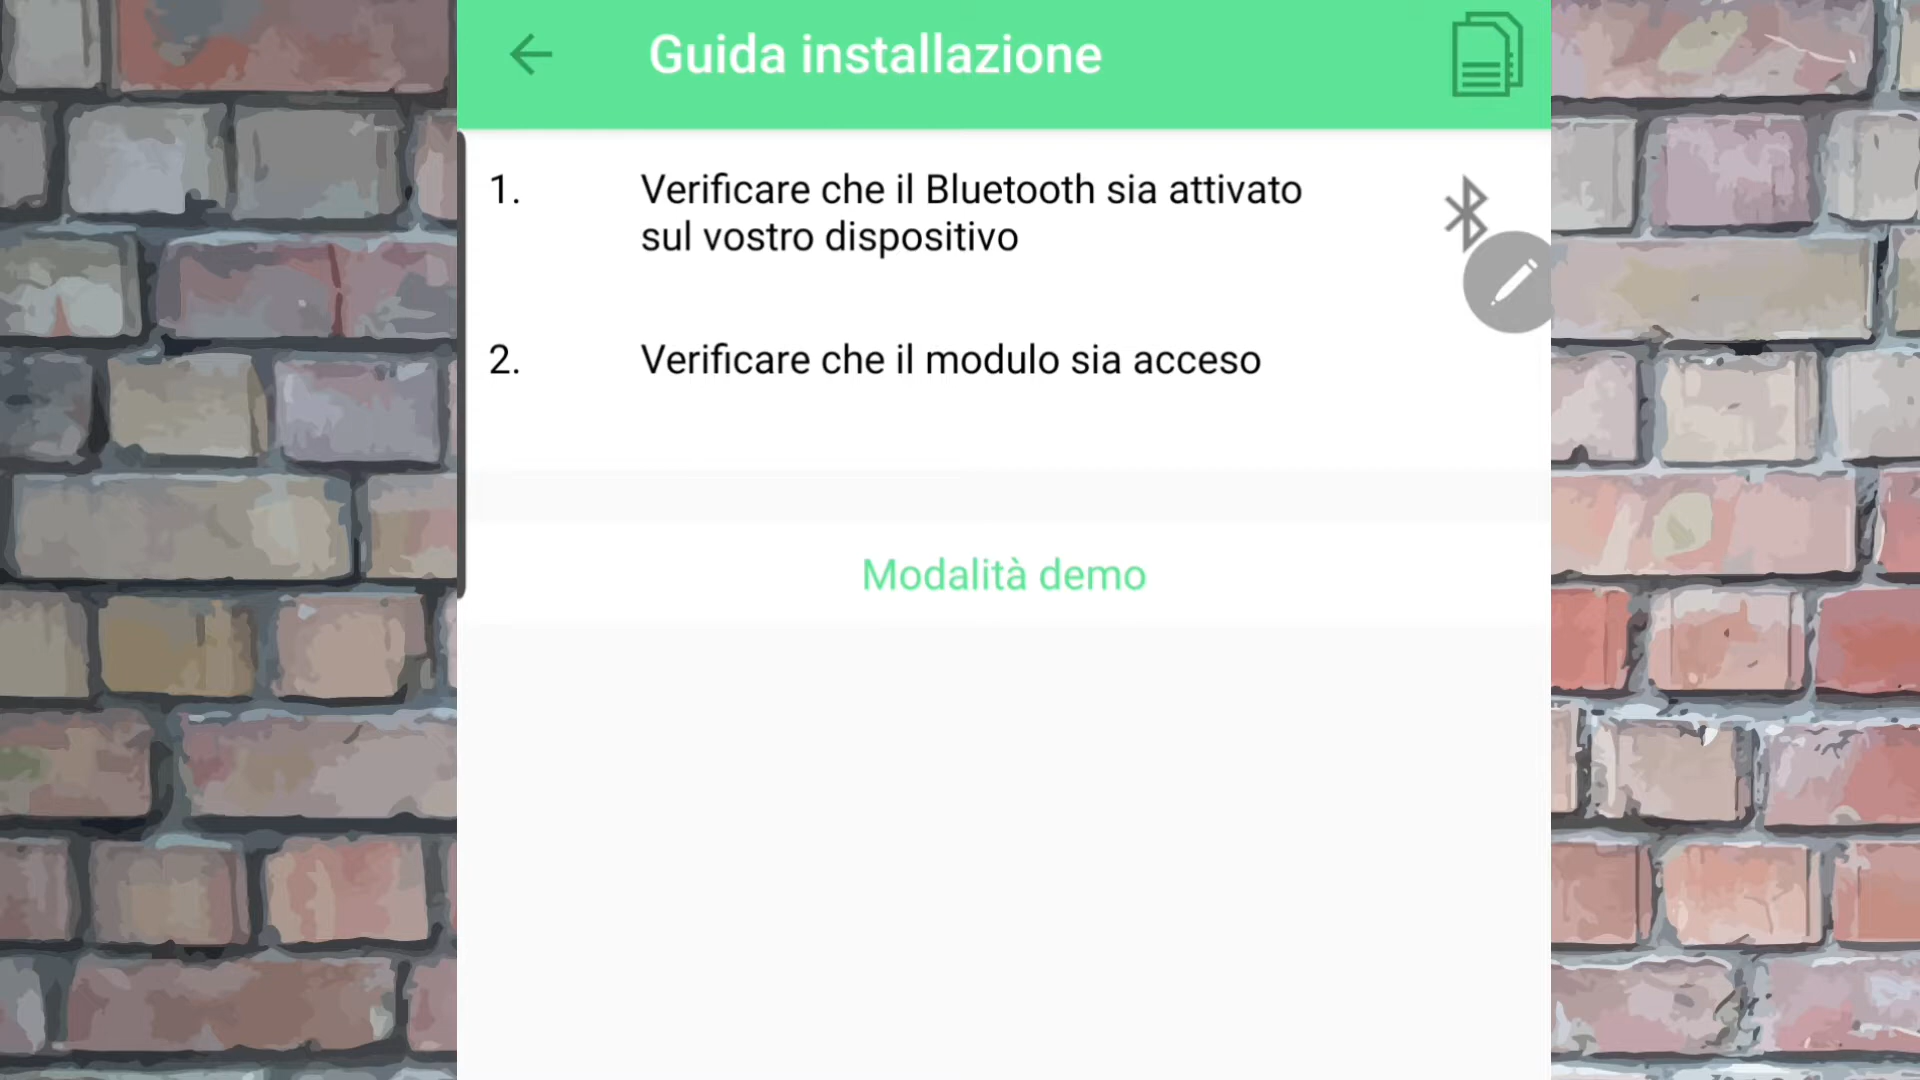 Guida installazione
1. Verificare che il Bluetooth sia attivato
sul vostro dispositivo
2. Verificare che il modulo sia acceso
Modalità demo